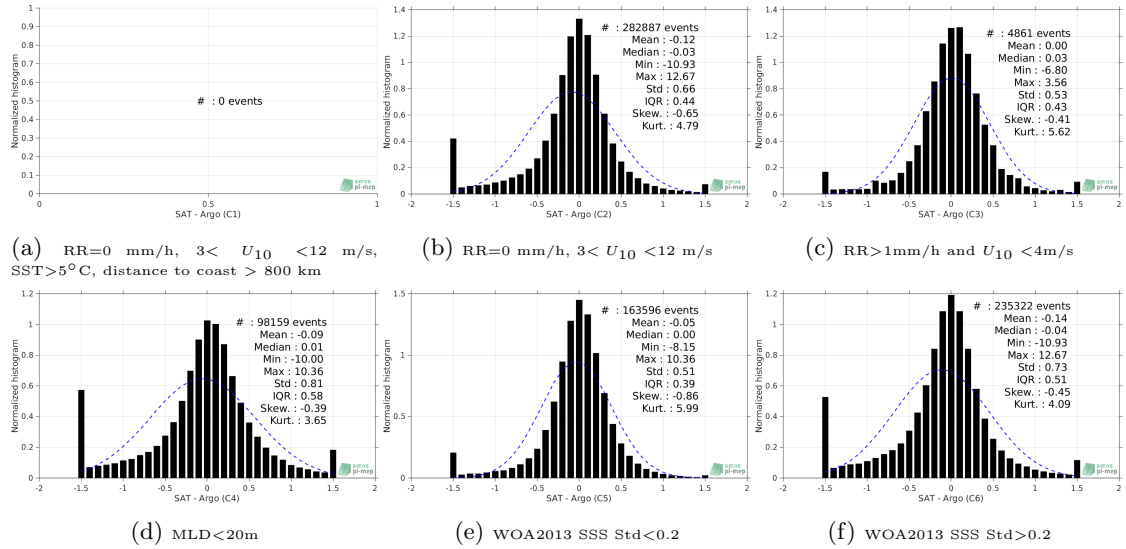 1
0.9
0.8
0.7
0.6
0.5
0.4
0.3
0.2
0.1
0
Normalized histogram
# : 0 events
smos
pi-mep
0 0.5 1
SAT - Argo (C1)
(a) RR=0 mm/h, 3< U10 <12 m/s,
SST>5°C, distance to coast > 800 km
1.4
1.2
1
0.8
0.6
0.4
0.2
0
Normalized histogram
# : 282887 events
Mean : -0.12
Median : -0.03
Min : -10.93
Max : 12.67
Std : 0.66
IQR : 0.44
Skew. : -0.65
Kurt. : 4.79
smos
pi-mep
-2 -1.5 -1 -0.5 0 0.5 1 1.5 2
SAT - Argo (C2)
(b) RR=0 mm/h, 3< U10 <12 m/s
1.4
1.2
1
0.8
0.6
0.4
0.2
0
Normalized histogram
# : 4861 events
Mean : 0.00
Median : 0.03
Min : -6.80
Max : 3.56
Std : 0.53
IQR : 0.43
Skew. : -0.41
Kurt. : 5.62
smos
pi-mep
-2 -1.5 -1 -0.5 0 0.5 1 1.5 2
SAT - Argo (C3)
(c) RR>1mm/h and U10 <4m/s
1.2
1
0.8
0.6
0.4
0.2
0
Normalized histogram
# : 98159 events
Mean : -0.09
Median : 0.01
Min : -10.00
Max : 10.36
Std : 0.81
IQR : 0.58
Skew. : -0.39
Kurt. : 3.65
smos
pi-mep
-2 -1.5 -1 -0.5 0 0.5 1 1.5 2
SAT - Argo (C4)
(d) MLD<20m
1.5
1
0.5
0
Normalized histogram
# : 163596 events
Mean : -0.05
Median : 0.00
Min : -8.15
Max : 10.36
Std : 0.51
IQR : 0.39
Skew. : -0.86
Kurt. : 5.99
smos
pi-mep
-2 -1.5 -1 -0.5 0 0.5 1 1.5 2
SAT - Argo (C5)
(e) WOA2013 SSS Std<0.2
1.2
1
0.8
0.6
0.4
0.2
0
Normalized histogram
# : 235322 events
Mean : -0.14
Median : -0.04
Min : -10.93
Max : 12.67
Std : 0.73
IQR : 0.51
Skew. : -0.45
Kurt. : 4.09
smos
pi-mep
-2 -1.5 -1 -0.5 0 0.5 1 1.5 2
SAT - Argo (C6)
(f) WOA2013 SSS Std>0.2